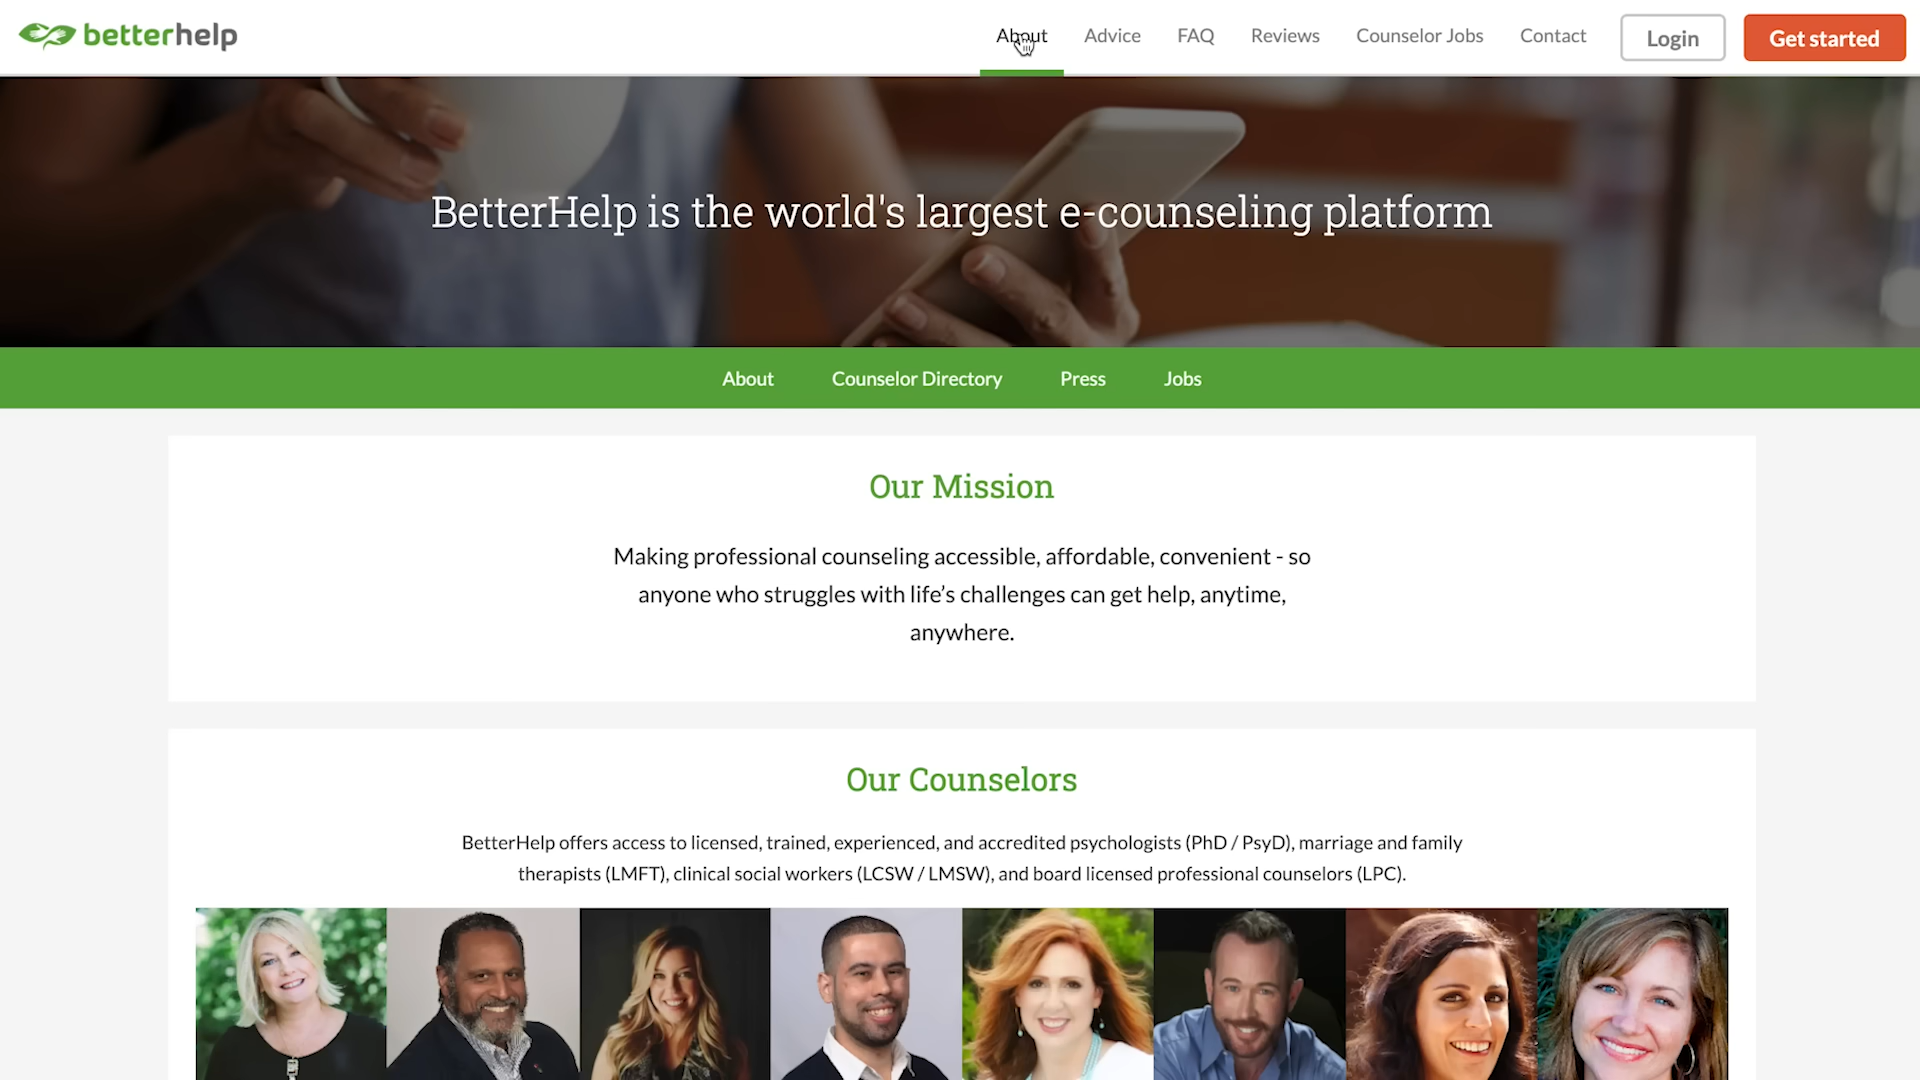 betterhelp
About
Advice
FAQ
Reviews
Counselor Jobs
Contact
Login
Get started
BetterHelp is the world's largest e-counseling platform
About
Counselor Directory
Press
Jobs
Our Mission
Making professional counseling accessible, affordable, convenient - so
anyone who struggles with life’s challenges can get help, anytime,
anywhere.
Our Counselors
BetterHelp offers access to licensed, trained, experienced, and accredited psychologists (PhD / PsyD), marriage and family
therapists (LMFT), clinical social workers (LCSW / LMSW), and board licensed professional counselors (LPC).